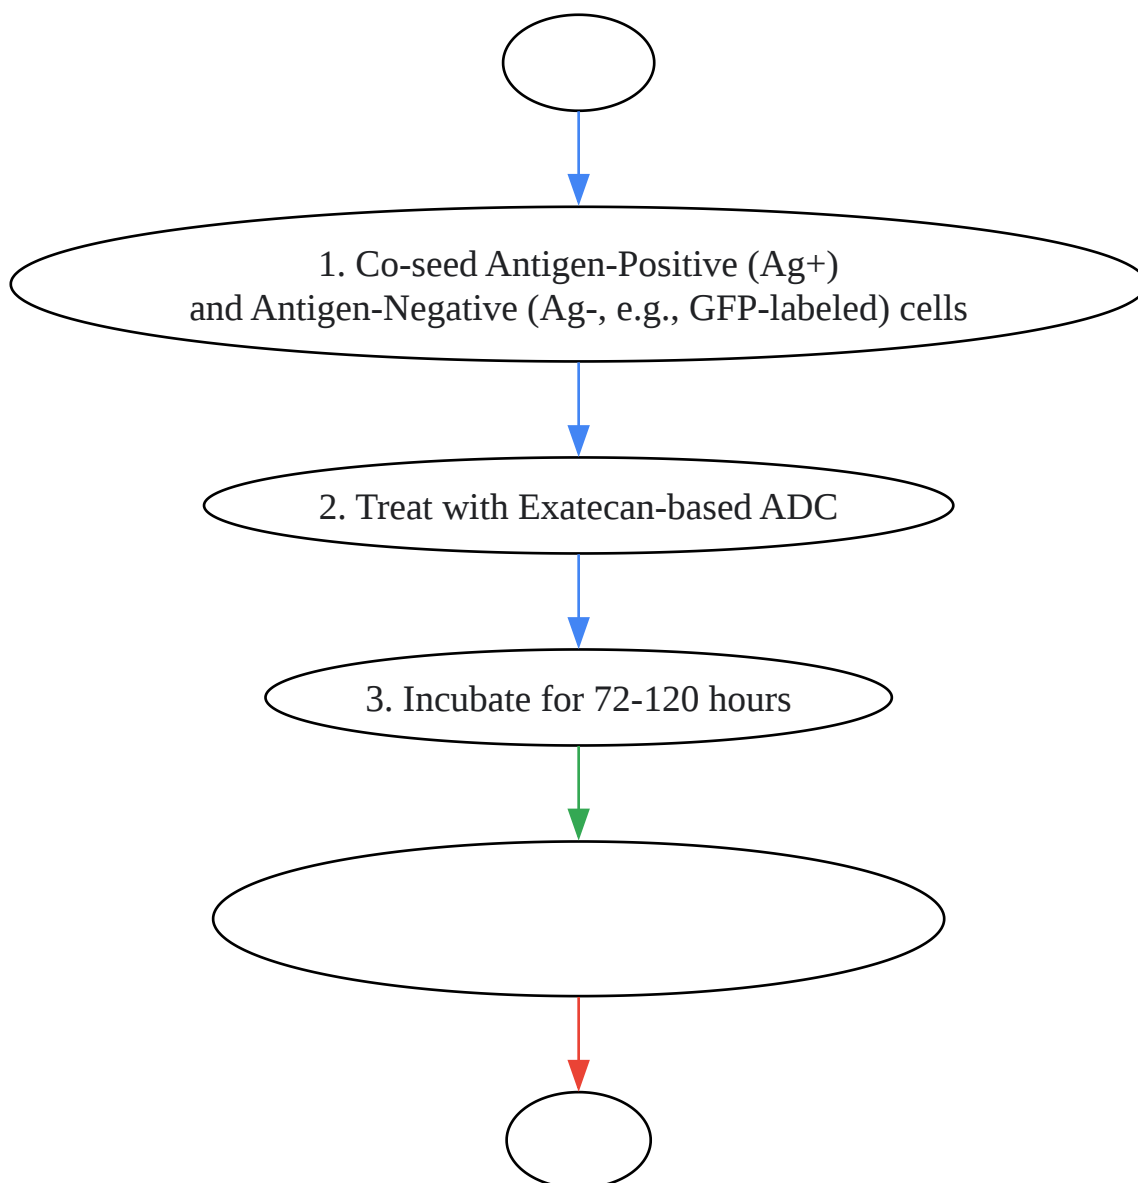 1. Co-seed Antigen-Positive (Ag+)
and Antigen-Negative (Ag-, e.g., GFP-labeled) cells
2. Treat with Exatecan-based ADC
3. Incubate for 72-120 hours